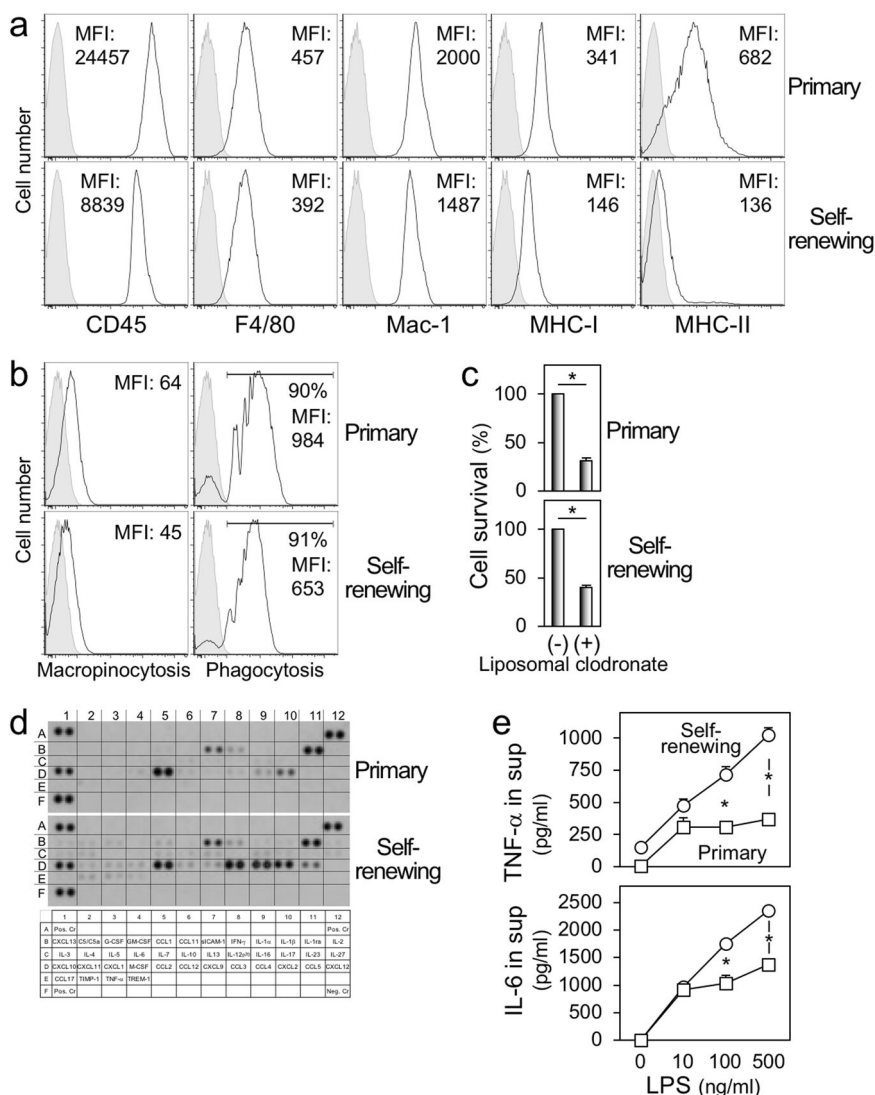 a
MFI:
24457
MFI:
457
MFI:
2000
MFI:
341
MFI:
682
Primary
Cell number
MFI:
8839
MFI:
392
MFI:
1487
MFI:
146
MFI:
136
Self-
renewing
Cell number
CD45
F4/80
Mac-1
MHC-I
MHC-II
b
MFI: 64
90%
MFI:
984
Primary
Cell number
MFI: 45
91%
MFI:
653
Self-
renewing
Cell number
Macropinocytosis
Phagocytosis
c
Cell survival (%)
100
50
0
*
Primary
100
50
0
*
Self-
renewing
(-) (+)
Liposomal clodronate
d
1 2 3 4 5 6 7 8 9 10 11 12
A
B
C
D
E
F
Primary
A
B
C
D
E
F
Self-
renewing
1 2 3 4 5 6 7 8 9 10 11 12
A Pos. Cr Pos. Cr
B CXCL13 C5/C5a G-CSF GM-CSF CCL1 CCL11 sICAM-1 IFN-γ IL-1α IL-1β IL-1ra IL-2
C IL-3 IL-4 IL-5 IL-6 IL-7 IL-10 IL13 IL-12p70 IL-16 IL-17 IL-23 IL-27
D CXCL10 CXCL11 CXCL1 M-CSF CCL2 CCL12 CXCL9 CCL3 CCL4 CXCL2 CCL5 CXCL12
E CCL17 TIMP-1 TNF-α TREM-1
F Pos. Cr Neg. Cr
e
TNF-α in sup
(pg/ml)
1000
750
500
250
0
Self-
renewing
*
*
Primary
IL-6 in sup
(pg/ml)
2500
2000
1500
1000
500
0
*
*
0 10 100 500
LPS (ng/ml)